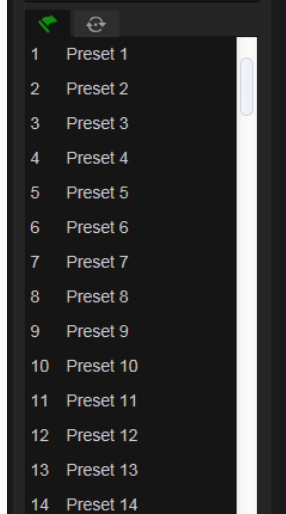 1 Preset 1
2 Preset 2
3 Preset 3
4 Preset 4
5 Preset 5
6 Preset 6
7 Preset 7
8 Preset 8
9 Preset 9
10 Preset 10
11 Preset 11
12 Preset 12
13 Preset 13
14 Preset 14